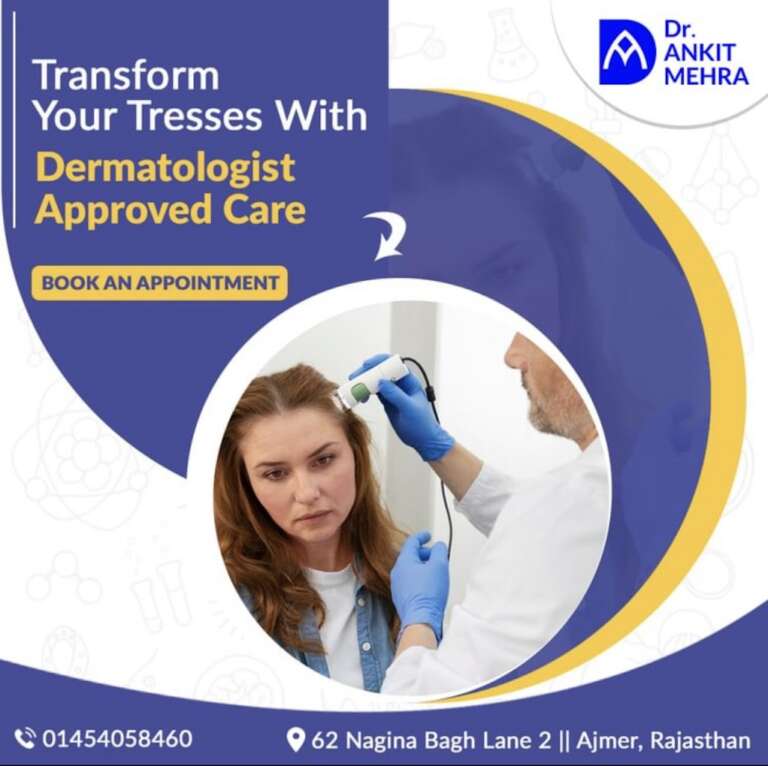 Dr.
ANKIT
MEHRA
Transform
Your Tresses With
Dermatologist
Approved Care
BOOK AN APPOINTMENT
01454058460
62 Nagina Bagh Lane 2 || Ajmer, Rajasthan